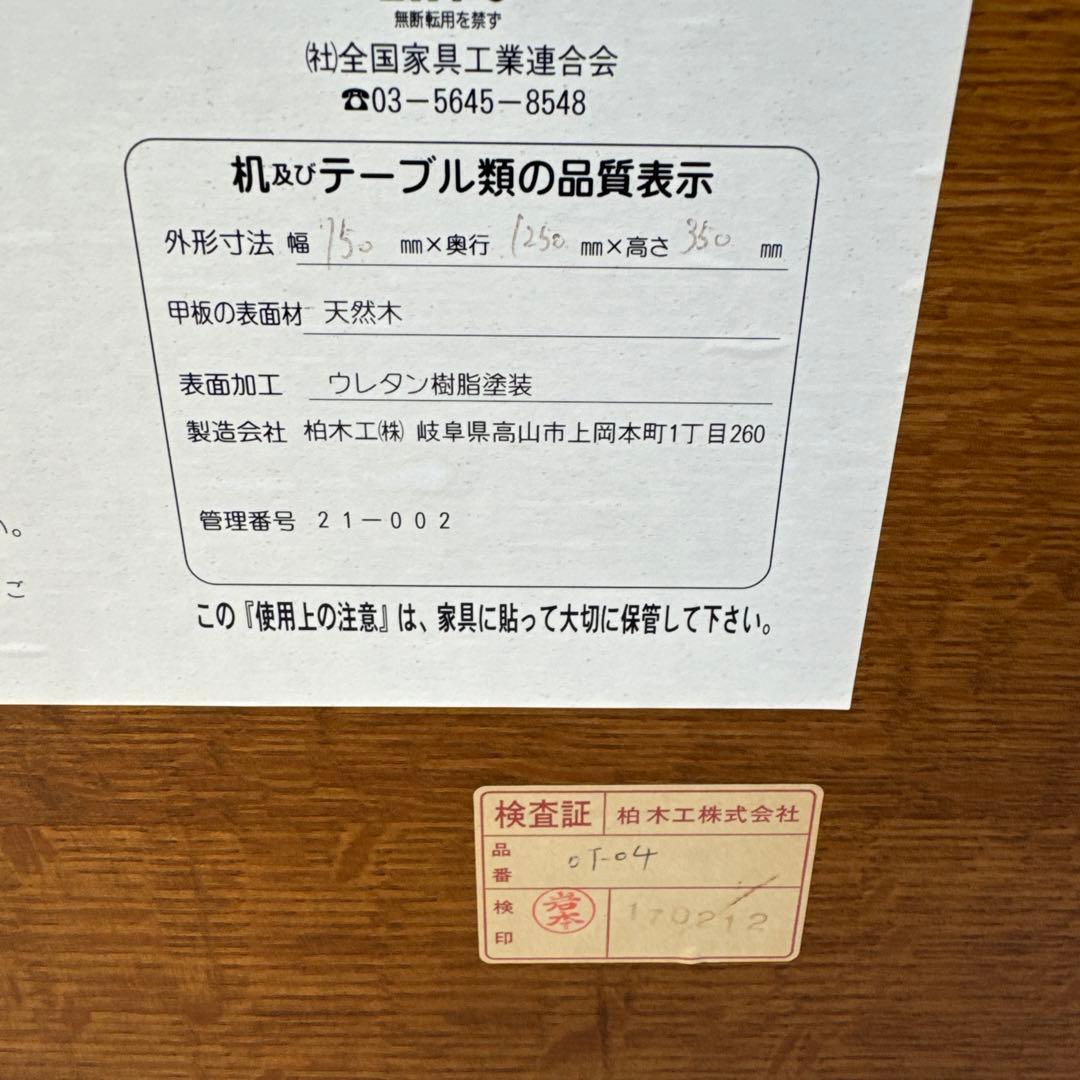 無断転用を禁ず
㈳全国家具工業連合会
☎03-5645-8548
机及びテーブル類の品質表示
外形寸法 幅 750 mm×奥行 1250 mm×高さ 350 mm
甲板の表面材 天然木
表面加工 ウレタン樹脂塗装
製造会社 柏木工㈱ 岐阜県高山市上岡本町1丁目260
管理番号 21-002
い。
ご
この『使用上の注意』は、家具に貼って大切に保管して下さい。
検査証 柏木工株式会社
品番 OT-04
検印 岩本 170212